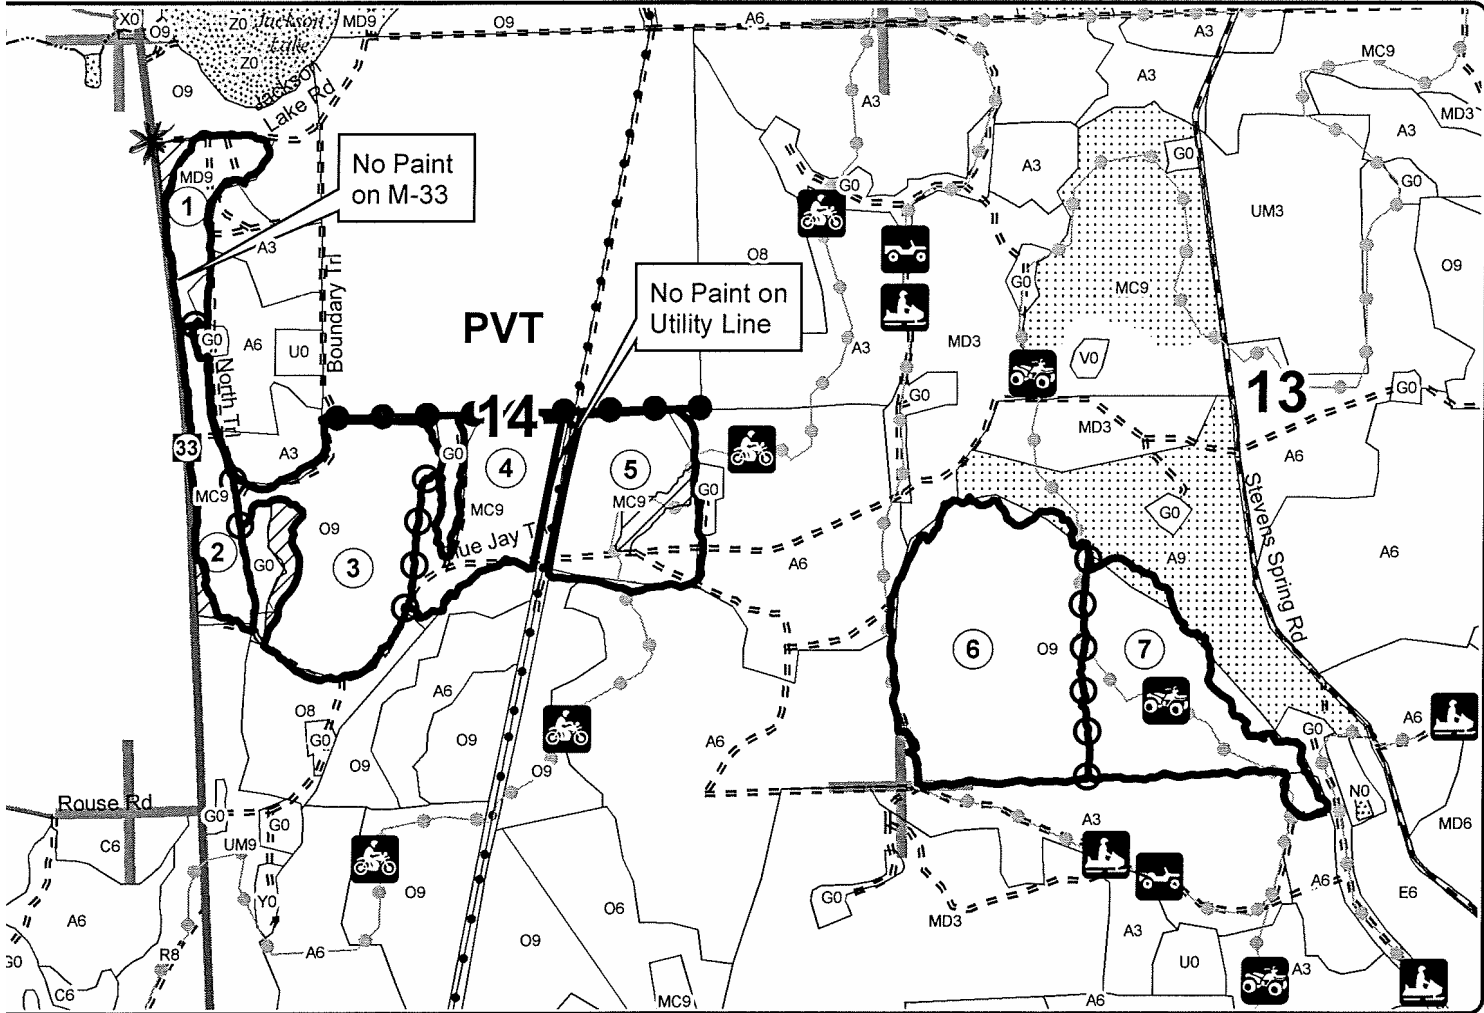 X0
O9
Z0
Jackson
Lake
Z0
MD9
O9
A6
A3
MC9
O9
Jackson
Lake Rd
A3
A3
MD3
A3
No Paint
on M-33
MD9
1
A3
G0
A3
G0
G0
UM3
A3
Boundary Trl
O8
G0
MC9
O9
No Paint on
Utility Line
PVT
G0
A6
U0
North Trl
A3
MD3
V0
13
G0
G0
14
MD3
33
A3
G0
4
5
A6
MC9
MC9
MC9
G0
G0
Stevens Spring Rd
O9
Blue Jay Trl
2
G0
3
A6
A9
A6
6
O9
7
A6
O8
G0
O9
O9
A6
G0
A6
O9
Rouse Rd
G0
G0
N0
MD6
C6
UM9
A3
Y0
O9
O6
G0
MD3
A6
E6
A6
A6
O9
A3
R8
U0
A3
G0
C6
MC9
A6